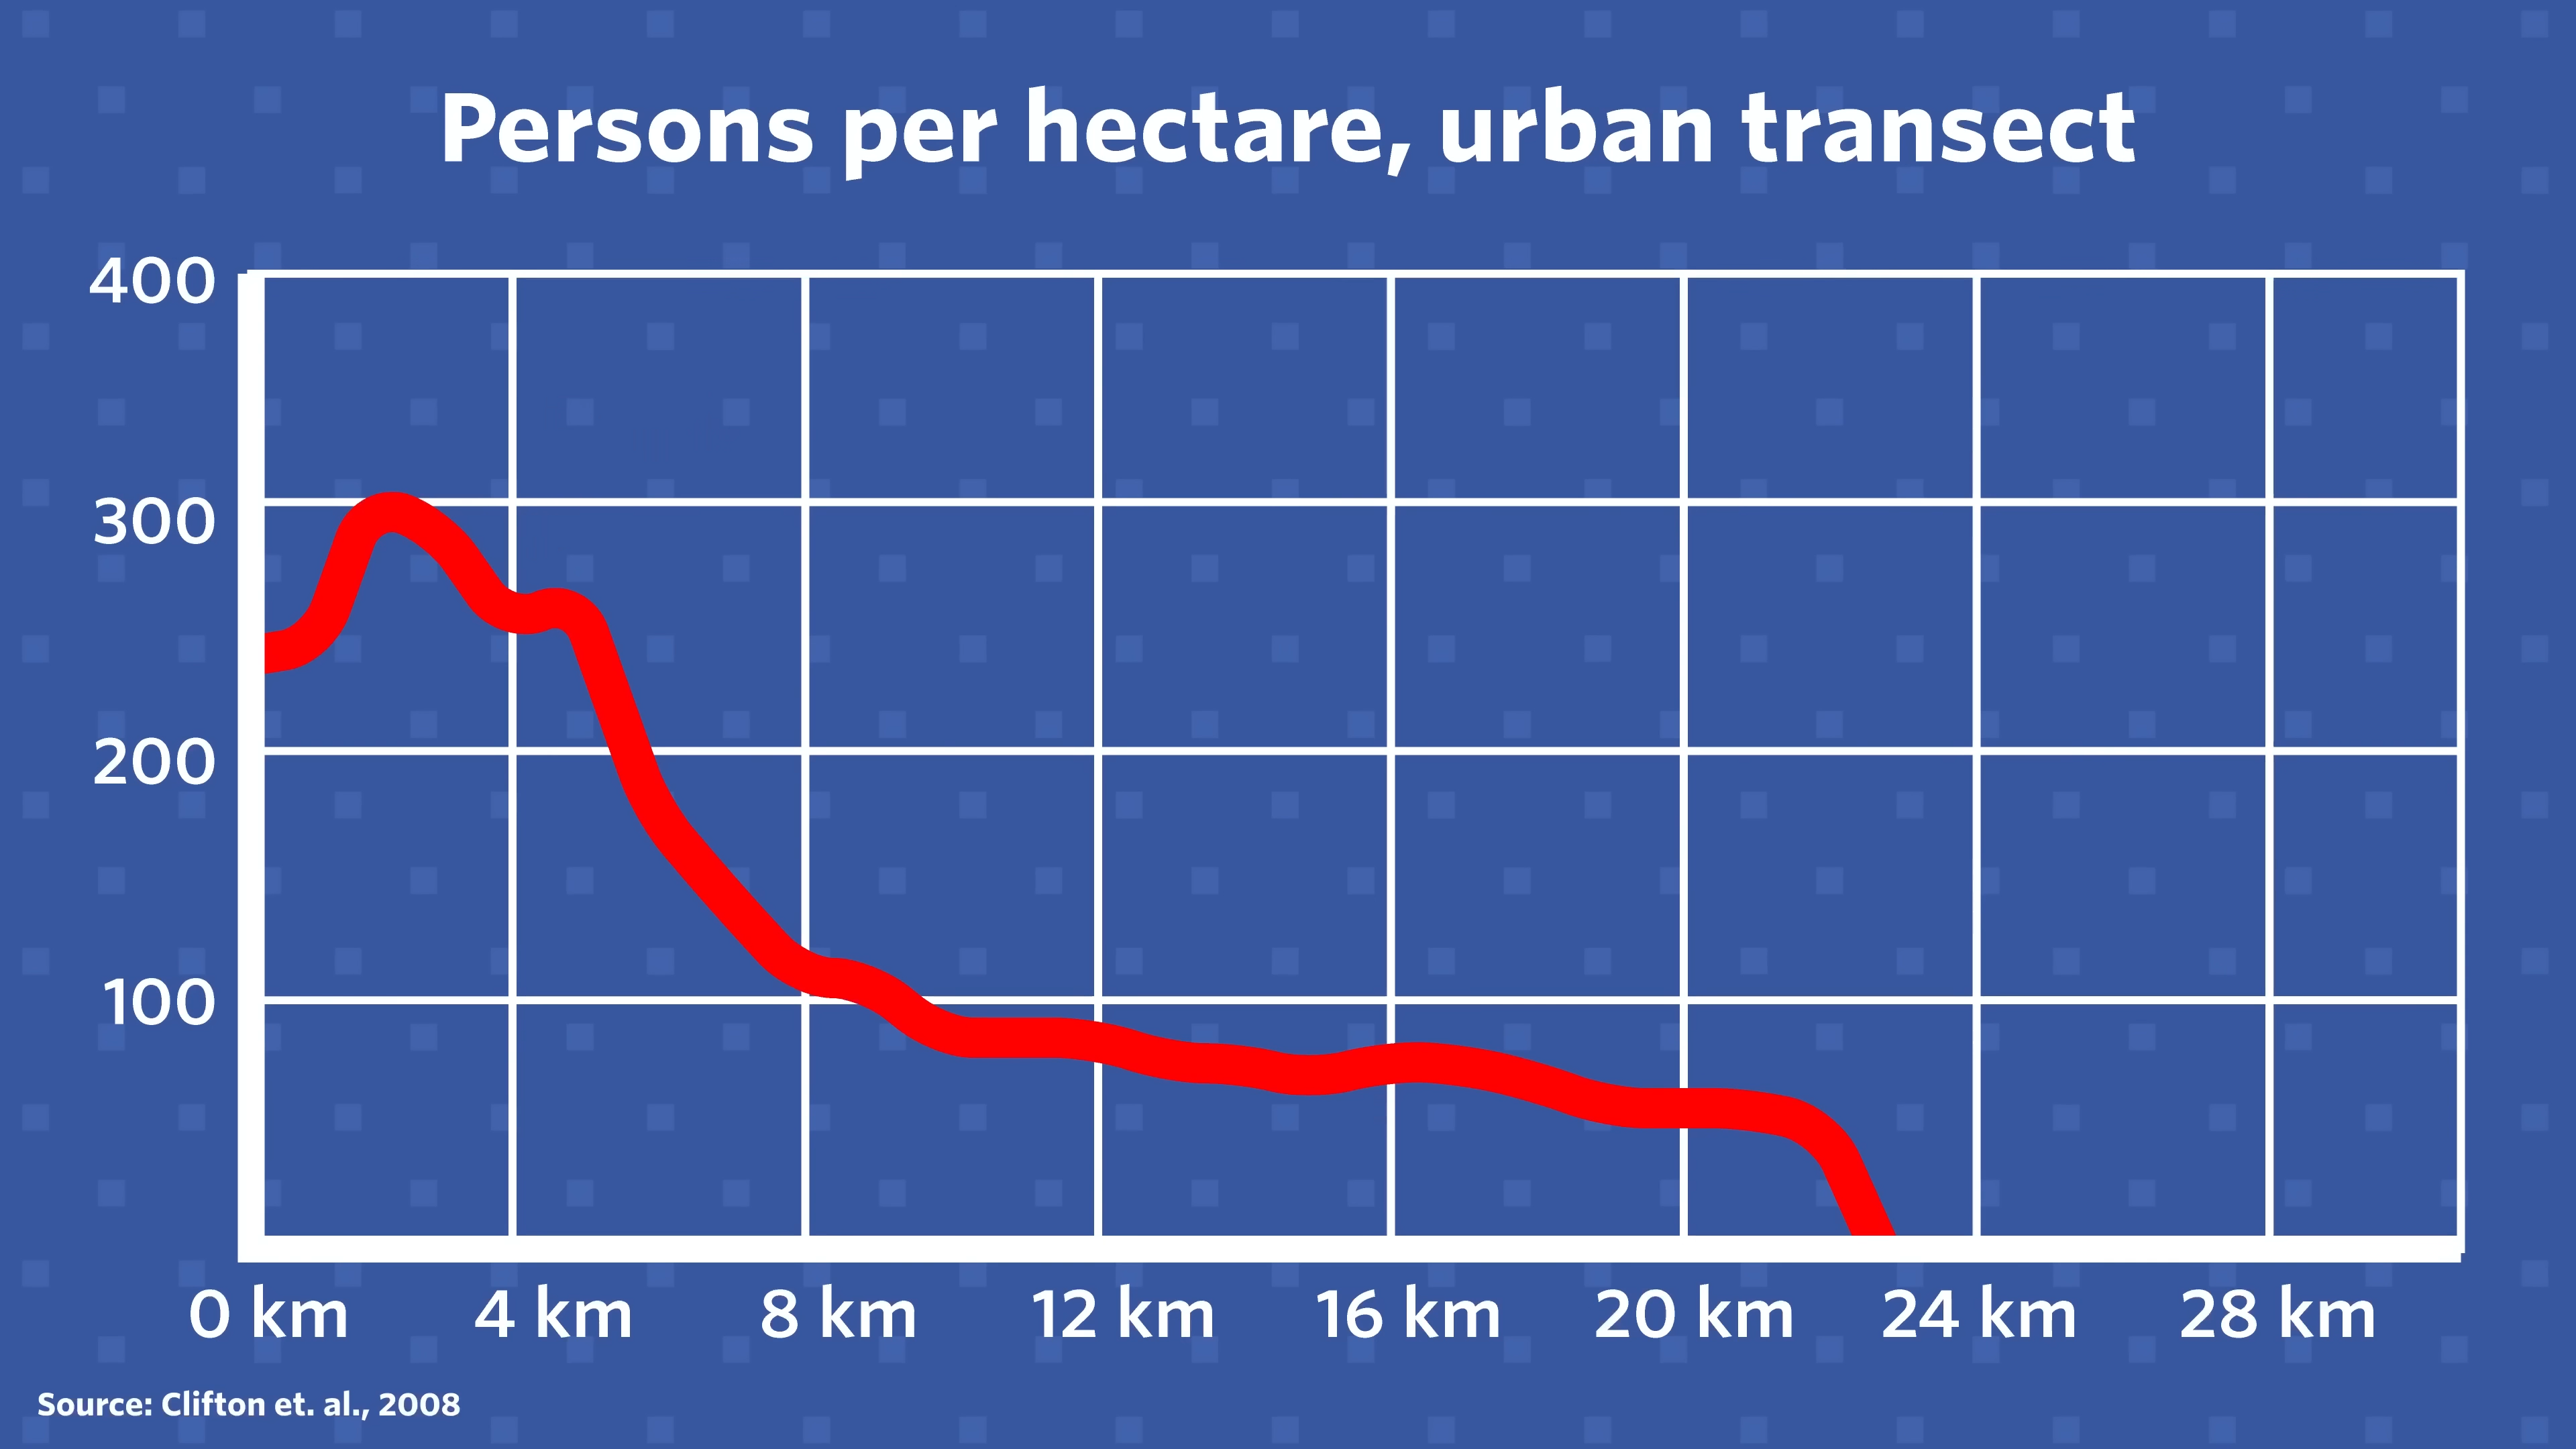 Persons per hectare, urban transect
400
300
200
100
0 km 4 km 8 km 12 km 16 km 20 km 24 km 28 km
Source: Clifton et. al., 2008